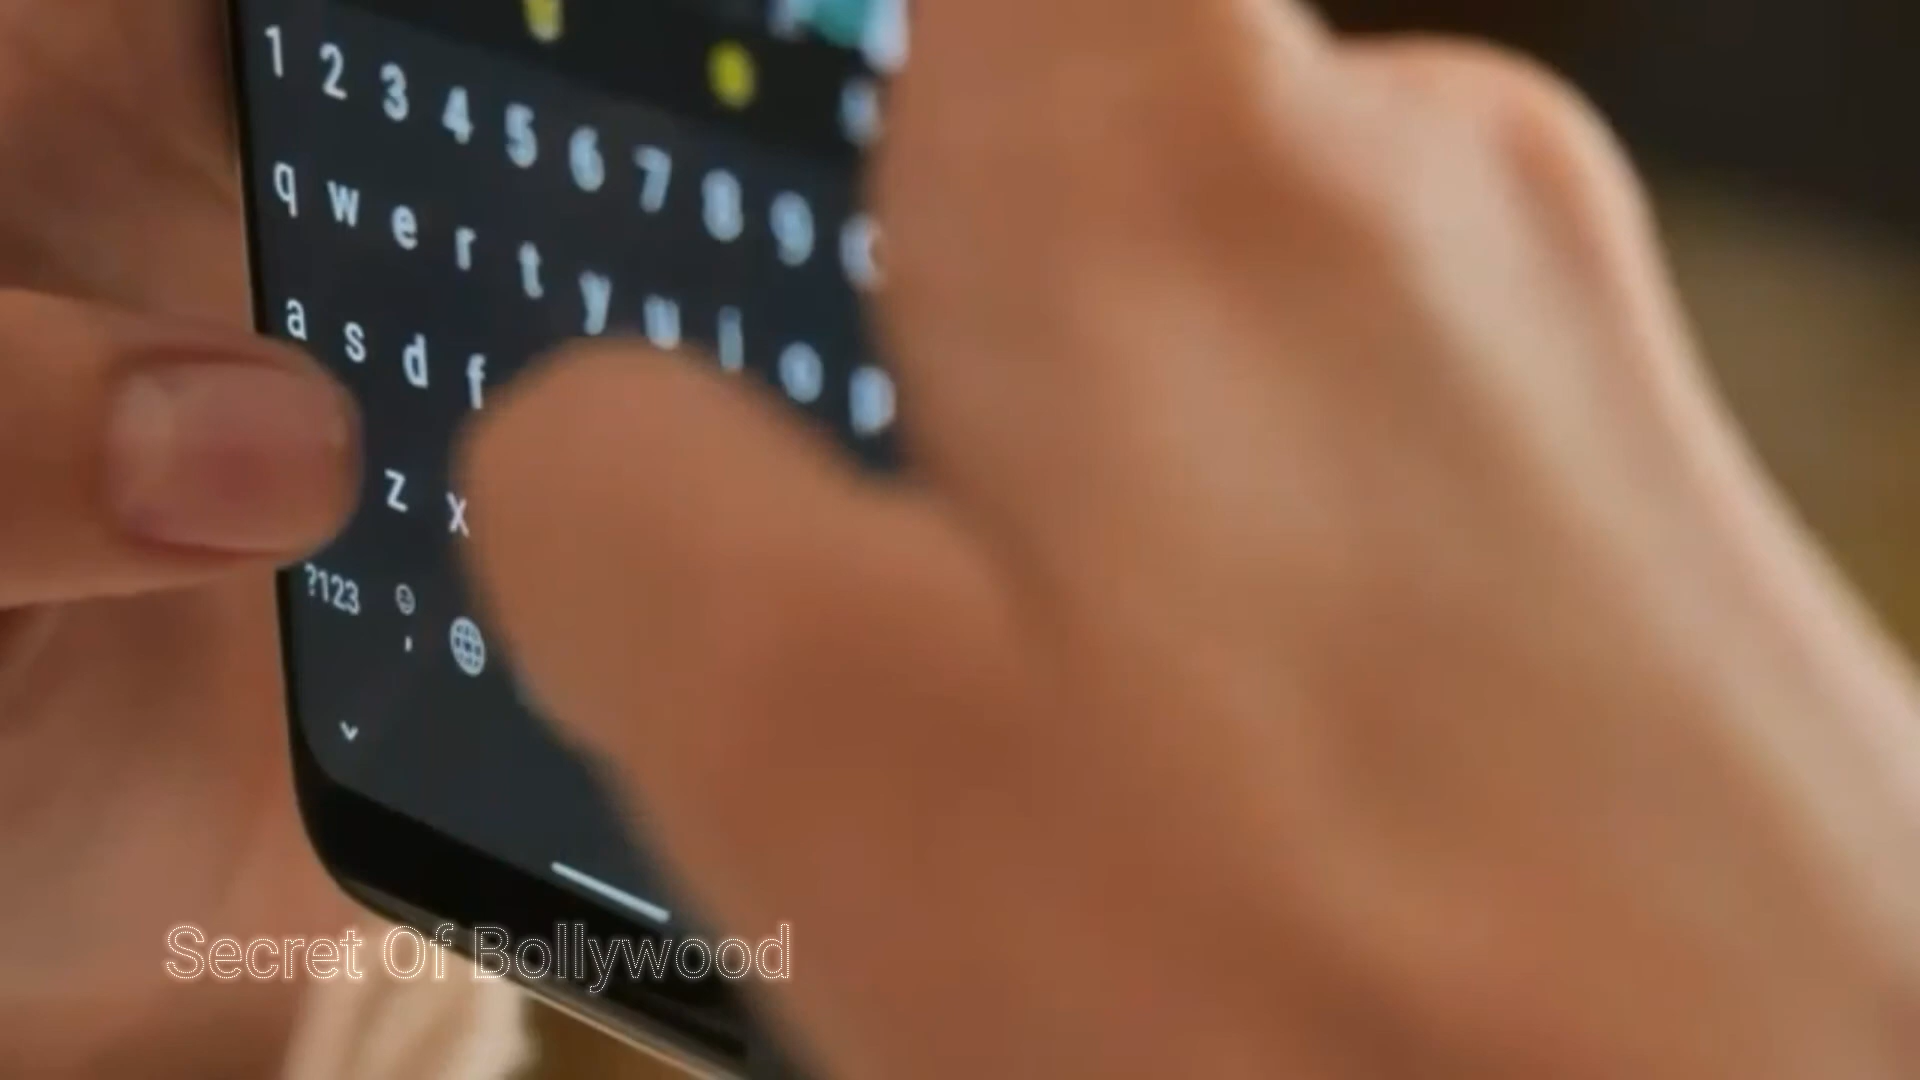 1 2 3 4 5 6 7 8 9
q w e r t y u i o p
a s d f
z x
?123 ,
Secret Of Bollywood